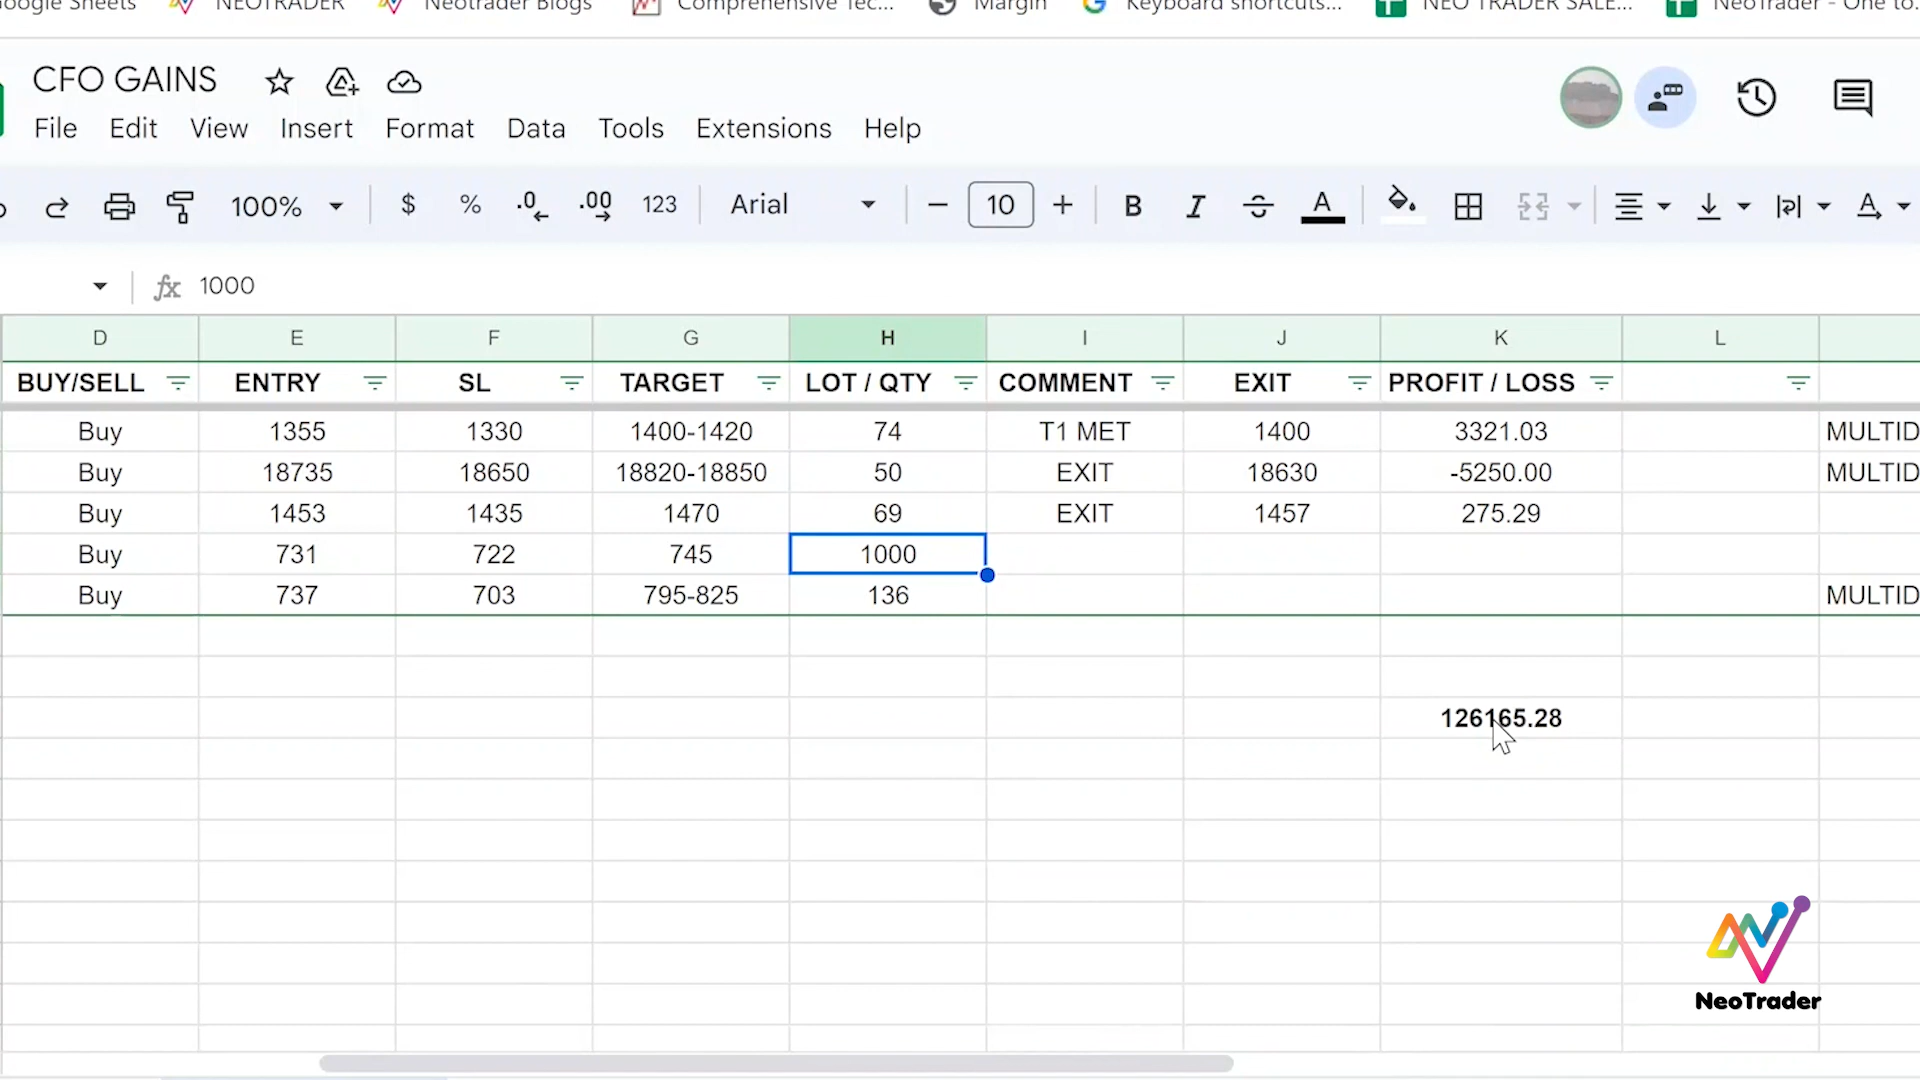 oogle Sheets NEOTRADER Neotrader Blogs Comprehensive Tec... Margin Keyboard shortcuts... NEO TRADER SALE... NeoTrader - One to
CFO GAINS
File Edit View Insert Format Data Tools Extensions Help
100% $ % .0 .00 123 Arial 10 B I A A
fx 1000
D E F G H I J K L
BUY/SELL ENTRY SL TARGET LOT / QTY COMMENT EXIT PROFIT / LOSS
Buy 1355 1330 1400-1420 74 T1 MET 1400 3321.03 MULTID
Buy 18735 18650 18820-18850 50 EXIT 18630 -5250.00 MULTID
Buy 1453 1435 1470 69 EXIT 1457 275.29
Buy 731 722 745 1000
Buy 737 703 795-825 136 MULTID
126165.28
NeoTrader